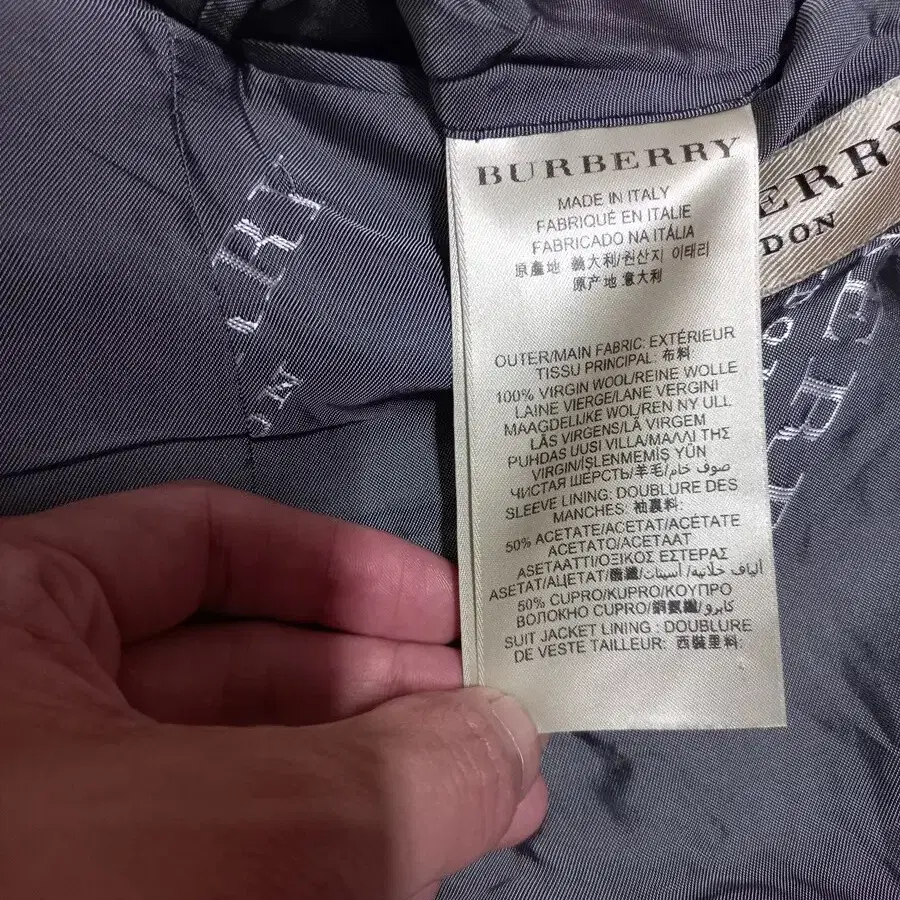 BURBERRY
MADE IN ITALY
FABRIQUÉ EN ITALIE
FABRICADO NA ITÁLIA
原產地 義大利/원산지 이태리
原产地 意大利
OUTER/MAIN FABRIC: EXTÉRIEUR
TISSU PRINCIPAL: 布料
100% VIRGIN WOOL/REINE WOLLE
LAINE VIERGE/LANE VERGINI
MAAGDELIJKE WOL/REN NY ULL
LÃS VIRGENS/LÃ VIRGEM
PUHDAS UUSI VILLA/ΜΑΛΛΙ ΤΗΣ
VIRGIN/İŞLENMEMİŞ YÜN
ЧИСТАЯ ШЕРСТЬ/羊毛/صوف خام
SLEEVE LINING: DOUBLURE DES
MANCHES: 袖裏料:
50% ACETATE/ACETAT/ACÉTATE
ACETATO/ACETAAT
ASETAATTI/ΟΞΙΚΟΣ ΕΣΤΕΡΑΣ
ASETAT/АЦЕТАТ/醋纖/أسيتات/ ألياف خلاتيه
50% CUPRO/KUPRO/ΚΟΥΠΡΟ
ВОЛОКНО CUPRO/銅氨纖/كابرو
SUIT JACKET LINING : DOUBLURE
DE VESTE TAILLEUR: 西裝里料:
ERRY
DON